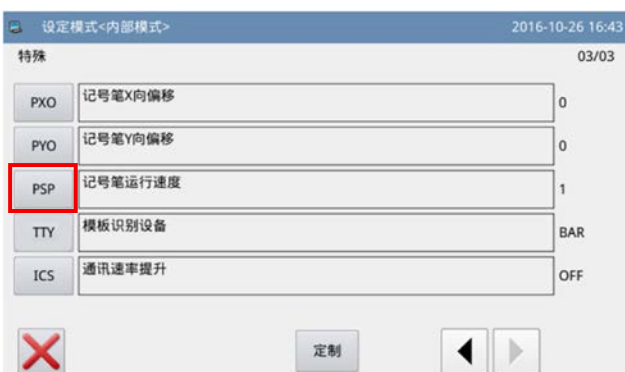 设定模式<内部模式> 2016-10-26 16:43
特殊 03/03
PXO 记号笔X向偏移 0
PYO 记号笔Y向偏移 0
PSP 记号笔运行速度 1
TTY 模板识别设备 BAR
ICS 通讯速率提升 OFF
定制